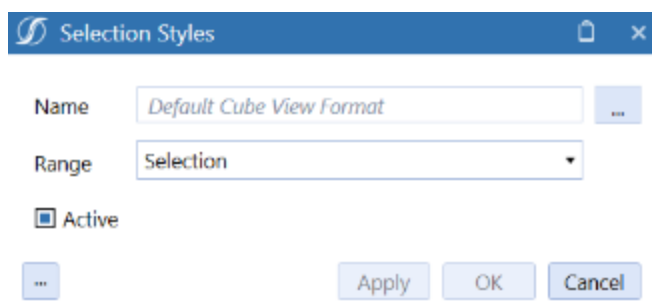 Selection Styles
Name Default Cube View Format ...
Range Selection
Active
... Apply OK Cancel